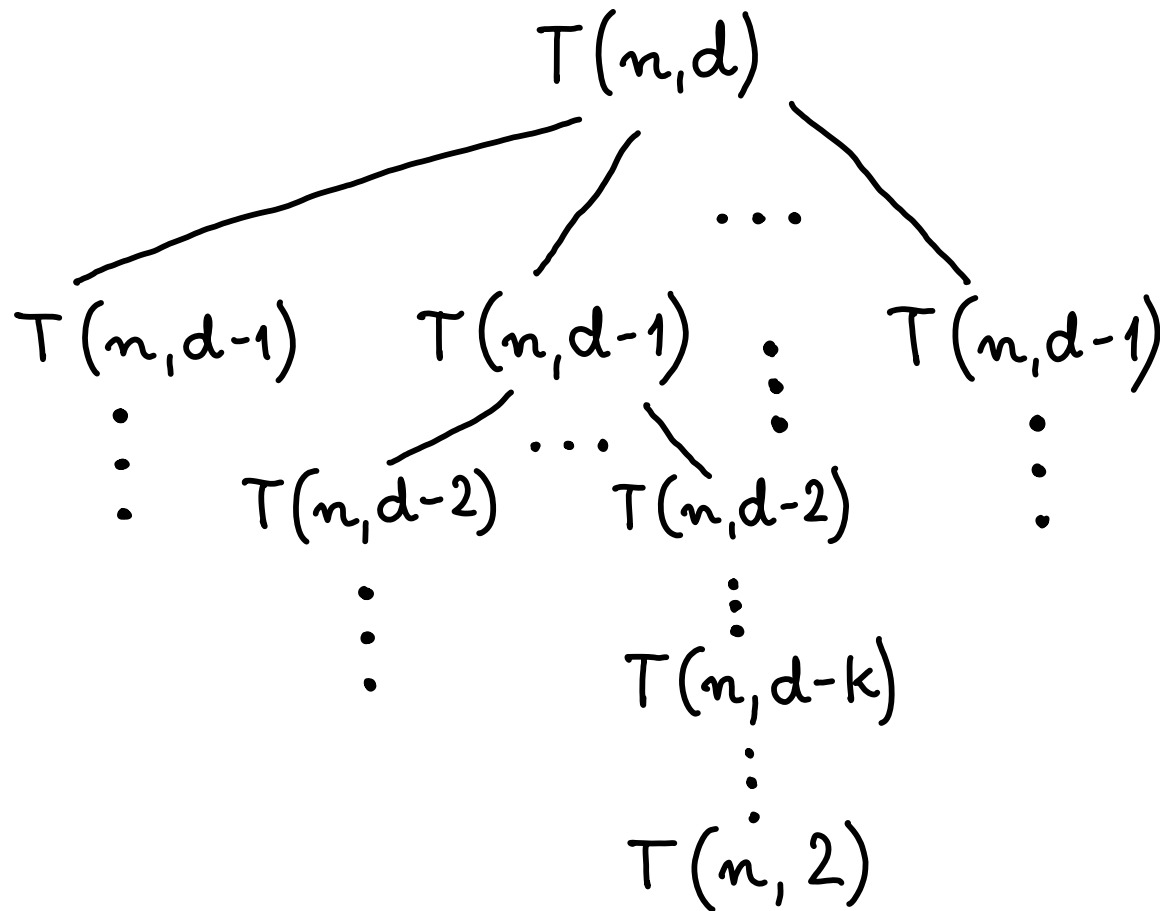 T(n,d)
...
T(n,d-1) T(n,d-1) T(n,d-1)
...
T(n,d-2) T(n,d-2)
T(n,d-k)
T(n,2)